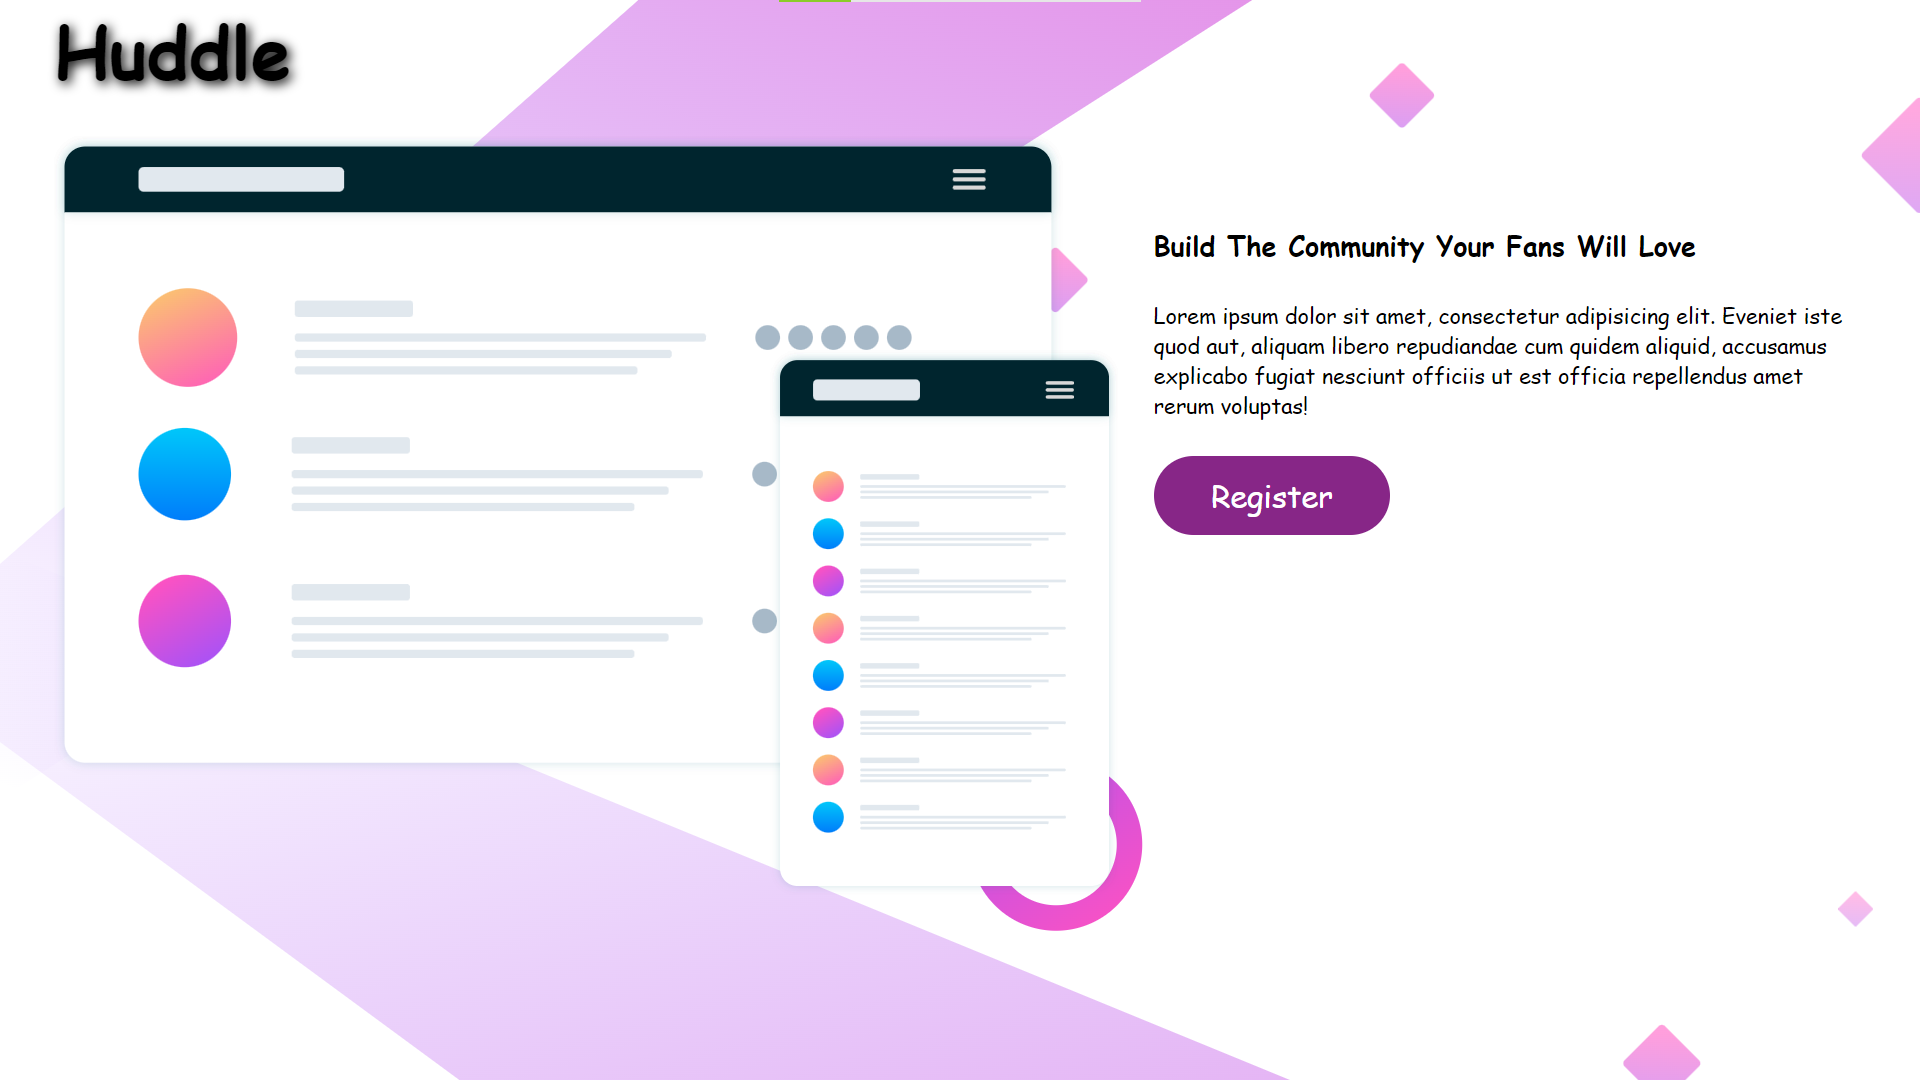 Huddle
Build The Community Your Fans Will Love
Lorem ipsum dolor sit amet, consectetur adipisicing elit. Eveniet iste
quod aut, aliquam libero repudiandae cum quidem aliquid, accusamus
explicabo fugiat nesciunt officiis ut est officia repellendus amet
rerum voluptas!
Register